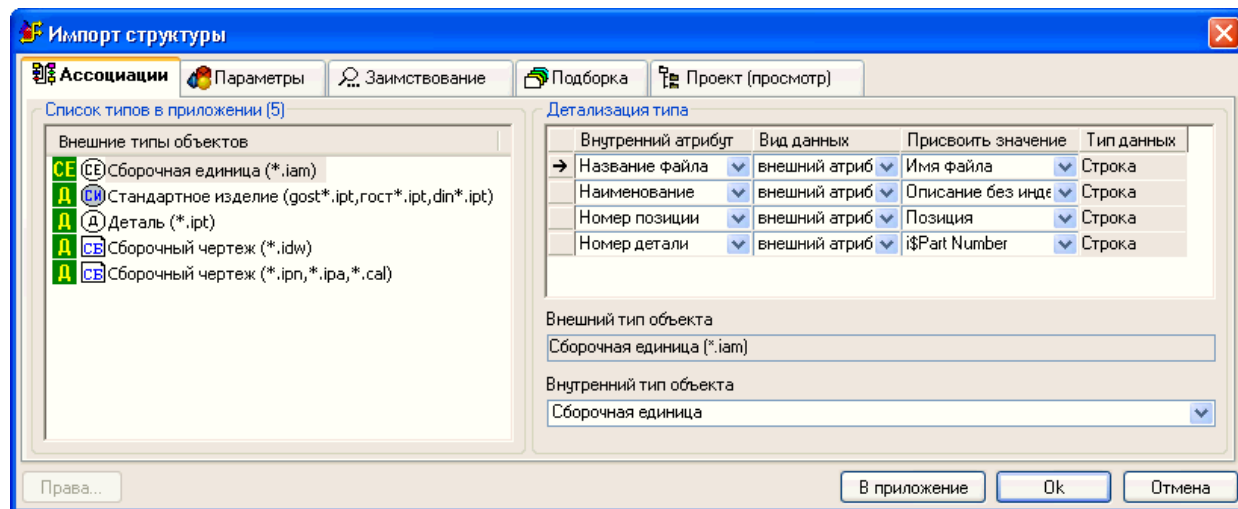 Импорт структуры
Ассоциации Параметры Заимствование Подборка Проект (просмотр)
Список типов в приложении (5)
Внешние типы объектов
СЕ СЕ Сборочная единица (*.iam)
Д СИ Стандартное изделие (gost*.ipt,гост*.ipt,din*.ipt)
Д Д Деталь (*.ipt)
Д СБ Сборочный чертеж (*.idw)
Д СБ Сборочный чертеж (*.ipn,*.ipa,*.cal)
Детализация типа
Внутренний атрибут Вид данных Присвоить значение Тип данных
Название файла внешний атриб Имя файла Строка
Наименование внешний атриб Описание без инде Строка
Номер позиции внешний атриб Позиция Строка
Номер детали внешний атриб i$Part Number Строка
Внешний тип объекта
Сборочная единица (*.iam)
Внутренний тип объекта
Сборочная единица
Права... В приложение Ok Отмена